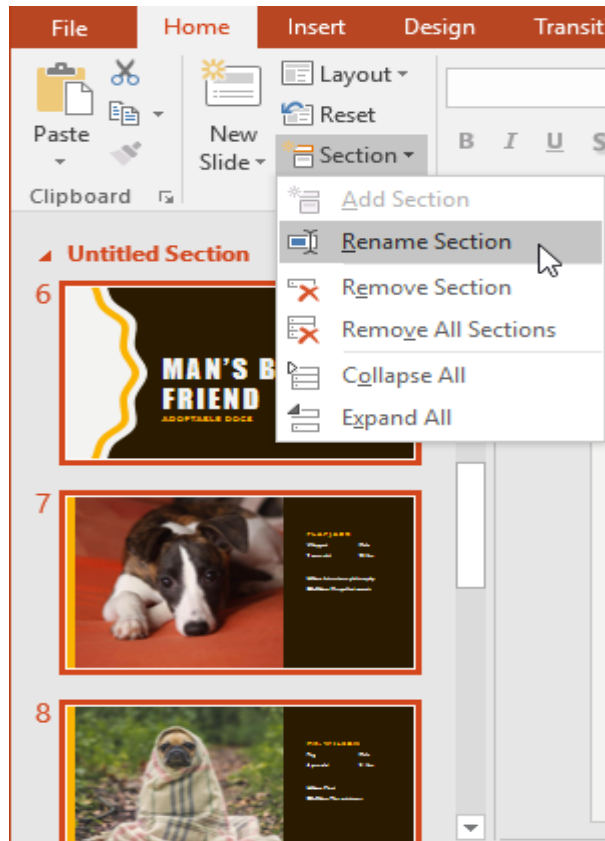 File Home Insert Design Transit
Layout
Reset
Paste New Slide Section
B I U S
Clipboard
Add Section
Untitled Section
Rename Section
6
Remove Section
Remove All Sections
MAN'S B
Collapse All
FRIEND
ADOPTABLE DOGS
Expand All
7
8